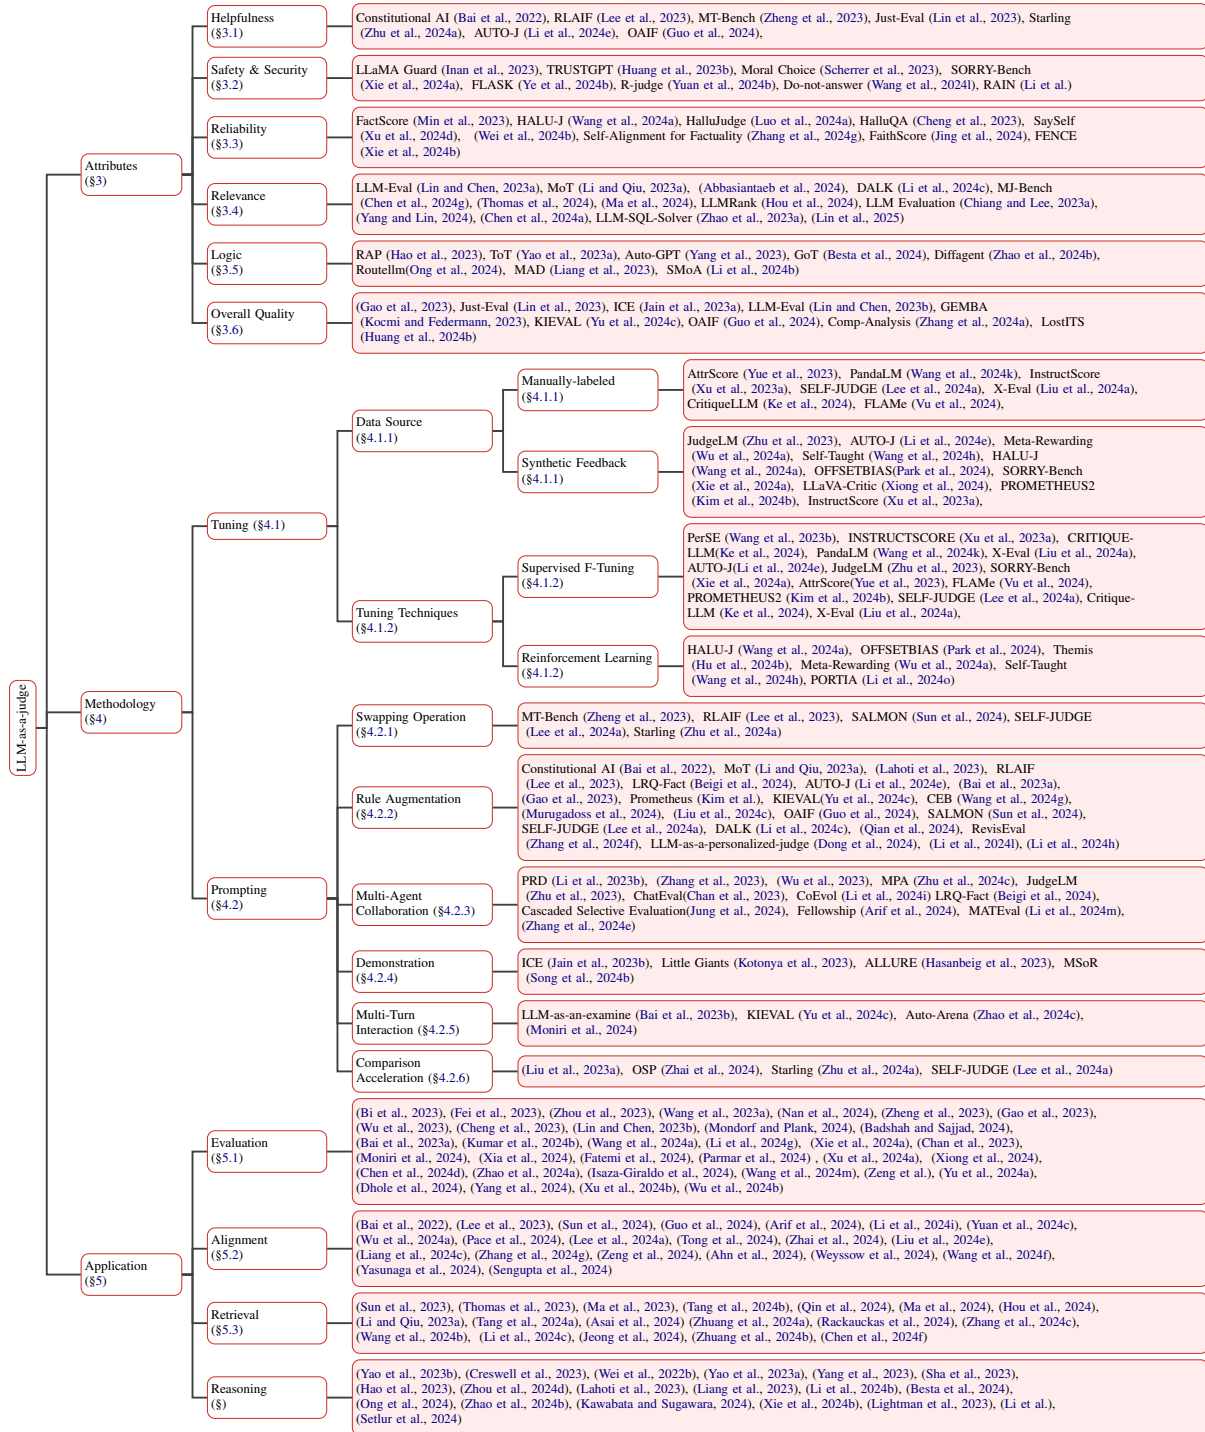 LLM-as-a-judge
Attributes
(§3)
Helpfulness
(§3.1)
Constitutional AI (Bai et al., 2022), RLAIF (Lee et al., 2023), MT-Bench (Zheng et al., 2023), Just-Eval (Lin et al., 2023), Starling
(Zhu et al., 2024a), AUTO-J (Li et al., 2024e), OAIF (Guo et al., 2024),
Safety & Security
(§3.2)
LLaMA Guard (Inan et al., 2023), TRUSTGPT (Huang et al., 2023b), Moral Choice (Scherrer et al., 2023), SORRY-Bench
(Xie et al., 2024a), FLASK (Ye et al., 2024b), R-judge (Yuan et al., 2024b), Do-not-answer (Wang et al., 2024l), RAIN (Li et al.)
Reliability
(§3.3)
FactScore (Min et al., 2023), HALU-J (Wang et al., 2024a), HalluJudge (Luo et al., 2024a), HalluQA (Cheng et al., 2023), SaySelf
(Xu et al., 2024d), (Wei et al., 2024b), Self-Alignment for Factuality (Zhang et al., 2024g), FaithScore (Jing et al., 2024), FENCE
(Xie et al., 2024b)
Relevance
(§3.4)
LLM-Eval (Lin and Chen, 2023a), MoT (Li and Qiu, 2023a), (Abbasiantaeb et al., 2024), DALK (Li et al., 2024c), MJ-Bench
(Chen et al., 2024g), (Thomas et al., 2024), (Ma et al., 2024), LLMRank (Hou et al., 2024), LLM Evaluation (Chiang and Lee, 2023a),
(Yang and Lin, 2024), (Chen et al., 2024a), LLM-SQL-Solver (Zhao et al., 2023a), (Lin et al., 2025)
Logic
(§3.5)
RAP (Hao et al., 2023), ToT (Yao et al., 2023a), Auto-GPT (Yang et al., 2023), GoT (Besta et al., 2024), Diffagent (Zhao et al., 2024b),
Routellm(Ong et al., 2024), MAD (Liang et al., 2023), SMoA (Li et al., 2024b)
Overall Quality
(§3.6)
(Gao et al., 2023), Just-Eval (Lin et al., 2023), ICE (Jain et al., 2023a), LLM-Eval (Lin and Chen, 2023b), GEMBA
(Kocmi and Federmann, 2023), KIEVAL (Yu et al., 2024c), OAIF (Guo et al., 2024), Comp-Analysis (Zhang et al., 2024a), LostITS
(Huang et al., 2024b)
Methodology
(§4)
Tuning (§4.1)
Data Source
(§4.1.1)
Manually-labeled
(§4.1.1)
AttrScore (Yue et al., 2023), PandaLM (Wang et al., 2024k), InstructScore
(Xu et al., 2023a), SELF-JUDGE (Lee et al., 2024a), X-Eval (Liu et al., 2024a),
CritiqueLLM (Ke et al., 2024), FLAMe (Vu et al., 2024),
Synthetic Feedback
(§4.1.1)
JudgeLM (Zhu et al., 2023), AUTO-J (Li et al., 2024e), Meta-Rewarding
(Wu et al., 2024a), Self-Taught (Wang et al., 2024h), HALU-J
(Wang et al., 2024a), OFFSETBIAS(Park et al., 2024), SORRY-Bench
(Xie et al., 2024a), LLaVA-Critic (Xiong et al., 2024), PROMETHEUS2
(Kim et al., 2024b), InstructScore (Xu et al., 2023a),
Tuning Techniques
(§4.1.2)
Supervised F-Tuning
(§4.1.2)
PerSE (Wang et al., 2023b), INSTRUCTSCORE (Xu et al., 2023a), CRITIQUE-
LLM(Ke et al., 2024), PandaLM (Wang et al., 2024k), X-Eval (Liu et al., 2024a),
AUTO-J(Li et al., 2024e), JudgeLM (Zhu et al., 2023), SORRY-Bench
(Xie et al., 2024a), AttrScore(Yue et al., 2023), FLAMe (Vu et al., 2024),
PROMETHEUS2 (Kim et al., 2024b), SELF-JUDGE (Lee et al., 2024a), Critique-
LLM (Ke et al., 2024), X-Eval (Liu et al., 2024a),
Reinforcement Learning
(§4.1.2)
HALU-J (Wang et al., 2024a), OFFSETBIAS (Park et al., 2024), Themis
(Hu et al., 2024b), Meta-Rewarding (Wu et al., 2024a), Self-Taught
(Wang et al., 2024h), PORTIA (Li et al., 2024o)
Prompting
(§4.2)
Swapping Operation
(§4.2.1)
MT-Bench (Zheng et al., 2023), RLAIF (Lee et al., 2023), SALMON (Sun et al., 2024), SELF-JUDGE
(Lee et al., 2024a), Starling (Zhu et al., 2024a)
Rule Augmentation
(§4.2.2)
Constitutional AI (Bai et al., 2022), MoT (Li and Qiu, 2023a), (Lahoti et al., 2023), RLAIF
(Lee et al., 2023), LRQ-Fact (Beigi et al., 2024), AUTO-J (Li et al., 2024e), (Bai et al., 2023a),
(Gao et al., 2023), Prometheus (Kim et al.), KIEVAL(Yu et al., 2024c), CEB (Wang et al., 2024g),
(Murugadoss et al., 2024), (Liu et al., 2024c), OAIF (Guo et al., 2024), SALMON (Sun et al., 2024),
SELF-JUDGE (Lee et al., 2024a), DALK (Li et al., 2024c), (Qian et al., 2024), RevisEval
(Zhang et al., 2024f), LLM-as-a-personalized-judge (Dong et al., 2024), (Li et al., 2024l), (Li et al., 2024h)
Multi-Agent
Collaboration (§4.2.3)
PRD (Li et al., 2023b), (Zhang et al., 2023), (Wu et al., 2023), MPA (Zhu et al., 2024c), JudgeLM
(Zhu et al., 2023), ChatEval(Chan et al., 2023), CoEvol (Li et al., 2024i) LRQ-Fact (Beigi et al., 2024),
Cascaded Selective Evaluation(Jung et al., 2024), Fellowship (Arif et al., 2024), MATEval (Li et al., 2024m),
(Zhang et al., 2024e)
Demonstration
(§4.2.4)
ICE (Jain et al., 2023b), Little Giants (Kotonya et al., 2023), ALLURE (Hasanbeig et al., 2023), MSoR
(Song et al., 2024b)
Multi-Turn
Interaction (§4.2.5)
LLM-as-an-examine (Bai et al., 2023b), KIEVAL (Yu et al., 2024c), Auto-Arena (Zhao et al., 2024c),
(Moniri et al., 2024)
Comparison
Acceleration (§4.2.6)
(Liu et al., 2023a), OSP (Zhai et al., 2024), Starling (Zhu et al., 2024a), SELF-JUDGE (Lee et al., 2024a)
Application
(§5)
Evaluation
(§5.1)
(Bi et al., 2023), (Fei et al., 2023), (Zhou et al., 2023), (Wang et al., 2023a), (Nan et al., 2024), (Zheng et al., 2023), (Gao et al., 2023),
(Wu et al., 2023), (Cheng et al., 2023), (Lin and Chen, 2023b), (Mondorf and Plank, 2024), (Badshah and Sajjad, 2024),
(Bai et al., 2023a), (Kumar et al., 2024b), (Wang et al., 2024a), (Li et al., 2024g), (Xie et al., 2024a), (Chan et al., 2023),
(Moniri et al., 2024), (Xia et al., 2024), (Fatemi et al., 2024), (Parmar et al., 2024) , (Xu et al., 2024a), (Xiong et al., 2024),
(Chen et al., 2024d), (Zhao et al., 2024a), (Isaza-Giraldo et al., 2024), (Wang et al., 2024m), (Zeng et al.), (Yu et al., 2024a),
(Dhole et al., 2024), (Yang et al., 2024), (Xu et al., 2024b), (Wu et al., 2024b)
Alignment
(§5.2)
(Bai et al., 2022), (Lee et al., 2023), (Sun et al., 2024), (Guo et al., 2024), (Arif et al., 2024), (Li et al., 2024i), (Yuan et al., 2024c),
(Wu et al., 2024a), (Pace et al., 2024), (Lee et al., 2024a), (Tong et al., 2024), (Zhai et al., 2024), (Liu et al., 2024e),
(Liang et al., 2024c), (Zhang et al., 2024g), (Zeng et al., 2024), (Ahn et al., 2024), (Weyssow et al., 2024), (Wang et al., 2024f),
(Yasunaga et al., 2024), (Sengupta et al., 2024)
Retrieval
(§5.3)
(Sun et al., 2023), (Thomas et al., 2023), (Ma et al., 2023), (Tang et al., 2024b), (Qin et al., 2024), (Ma et al., 2024), (Hou et al., 2024),
(Li and Qiu, 2023a), (Tang et al., 2024a), (Asai et al., 2024) (Zhuang et al., 2024a), (Rackauckas et al., 2024), (Zhang et al., 2024c),
(Wang et al., 2024b), (Li et al., 2024c), (Jeong et al., 2024), (Zhuang et al., 2024b), (Chen et al., 2024f)
Reasoning
(§)
(Yao et al., 2023b), (Creswell et al., 2023), (Wei et al., 2022b), (Yao et al., 2023a), (Yang et al., 2023), (Sha et al., 2023),
(Hao et al., 2023), (Zhou et al., 2024d), (Lahoti et al., 2023), (Liang et al., 2023), (Li et al., 2024b), (Besta et al., 2024),
(Ong et al., 2024), (Zhao et al., 2024b), (Kawabata and Sugawara, 2024), (Xie et al., 2024b), (Lightman et al., 2023), (Li et al.),
(Setlur et al., 2024)